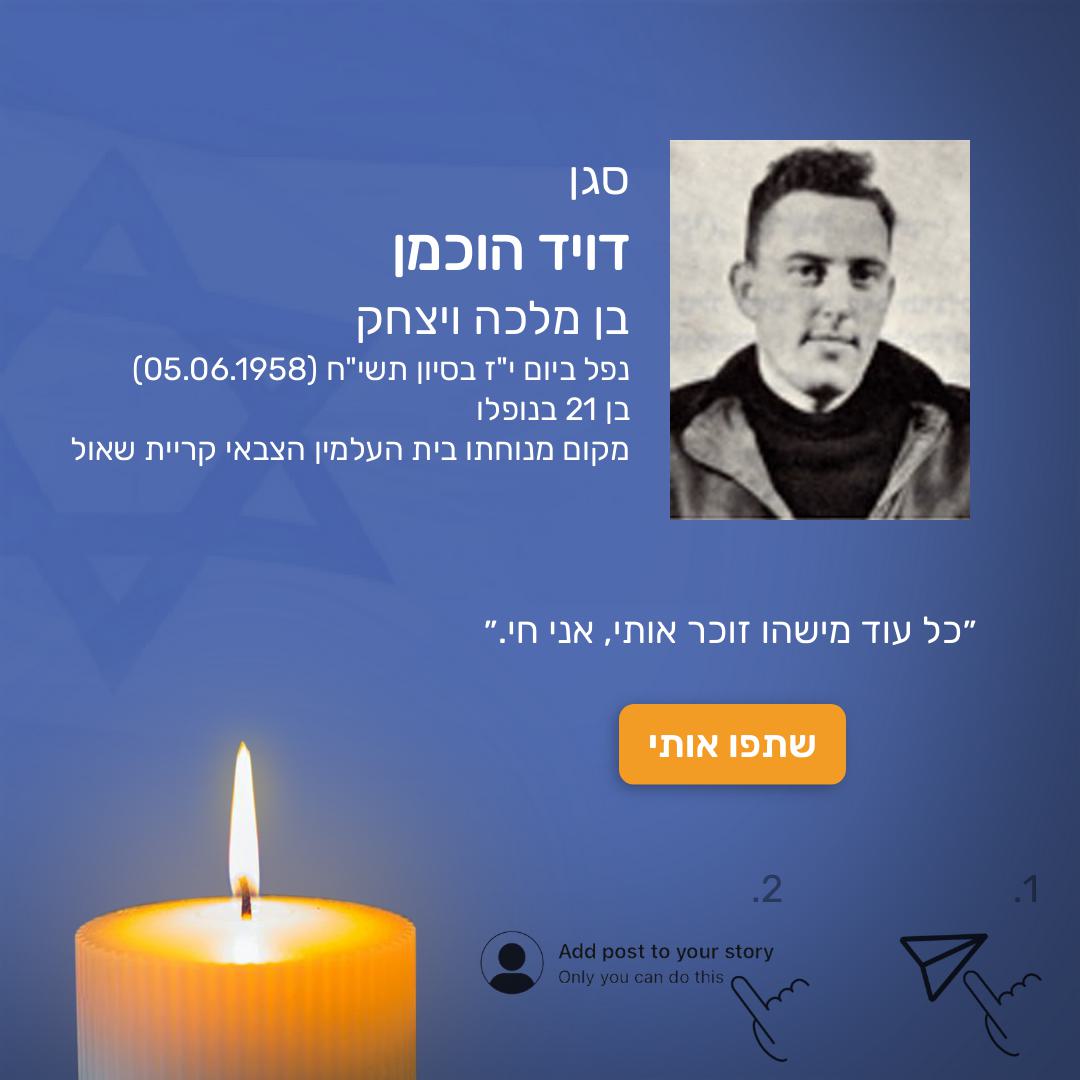 סגן
דויד הוכמן
בן מלכה ויצחק
נפל ביום י"ז בסיון תשי"ח (05.06.1958)
בן 21 בנופלו
מקום מנוחתו בית העלמין הצבאי קריית שאול
״כל עוד מישהו זוכר אותי, אני חי.״
שתפו אותי
1.
2.
Add post to your story
Only you can do this